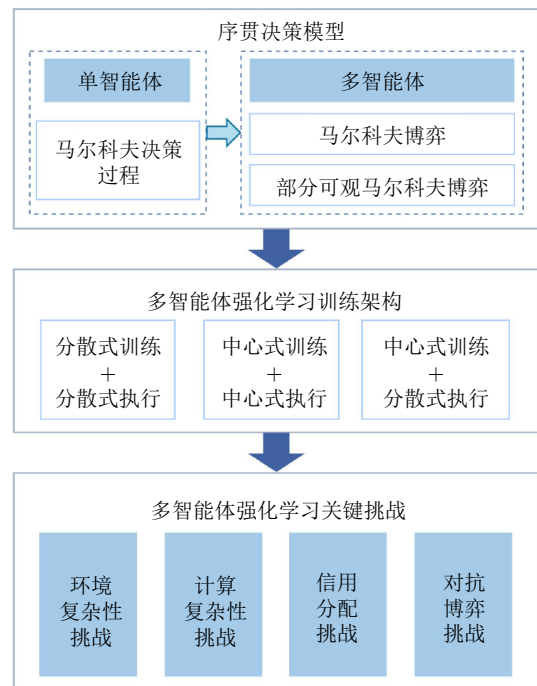 序贯决策模型
单智能体
多智能体
马尔科夫决策
过程
马尔科夫博弈
部分可观马尔科夫博弈
多智能体强化学习训练架构
分散式训练
+
分散式执行
中心式训练
+
中心式执行
中心式训练
+
分散式执行
多智能体强化学习关键挑战
环境
复杂性
挑战
计算
复杂性
挑战
信用
分配
挑战
对抗
博弈
挑战